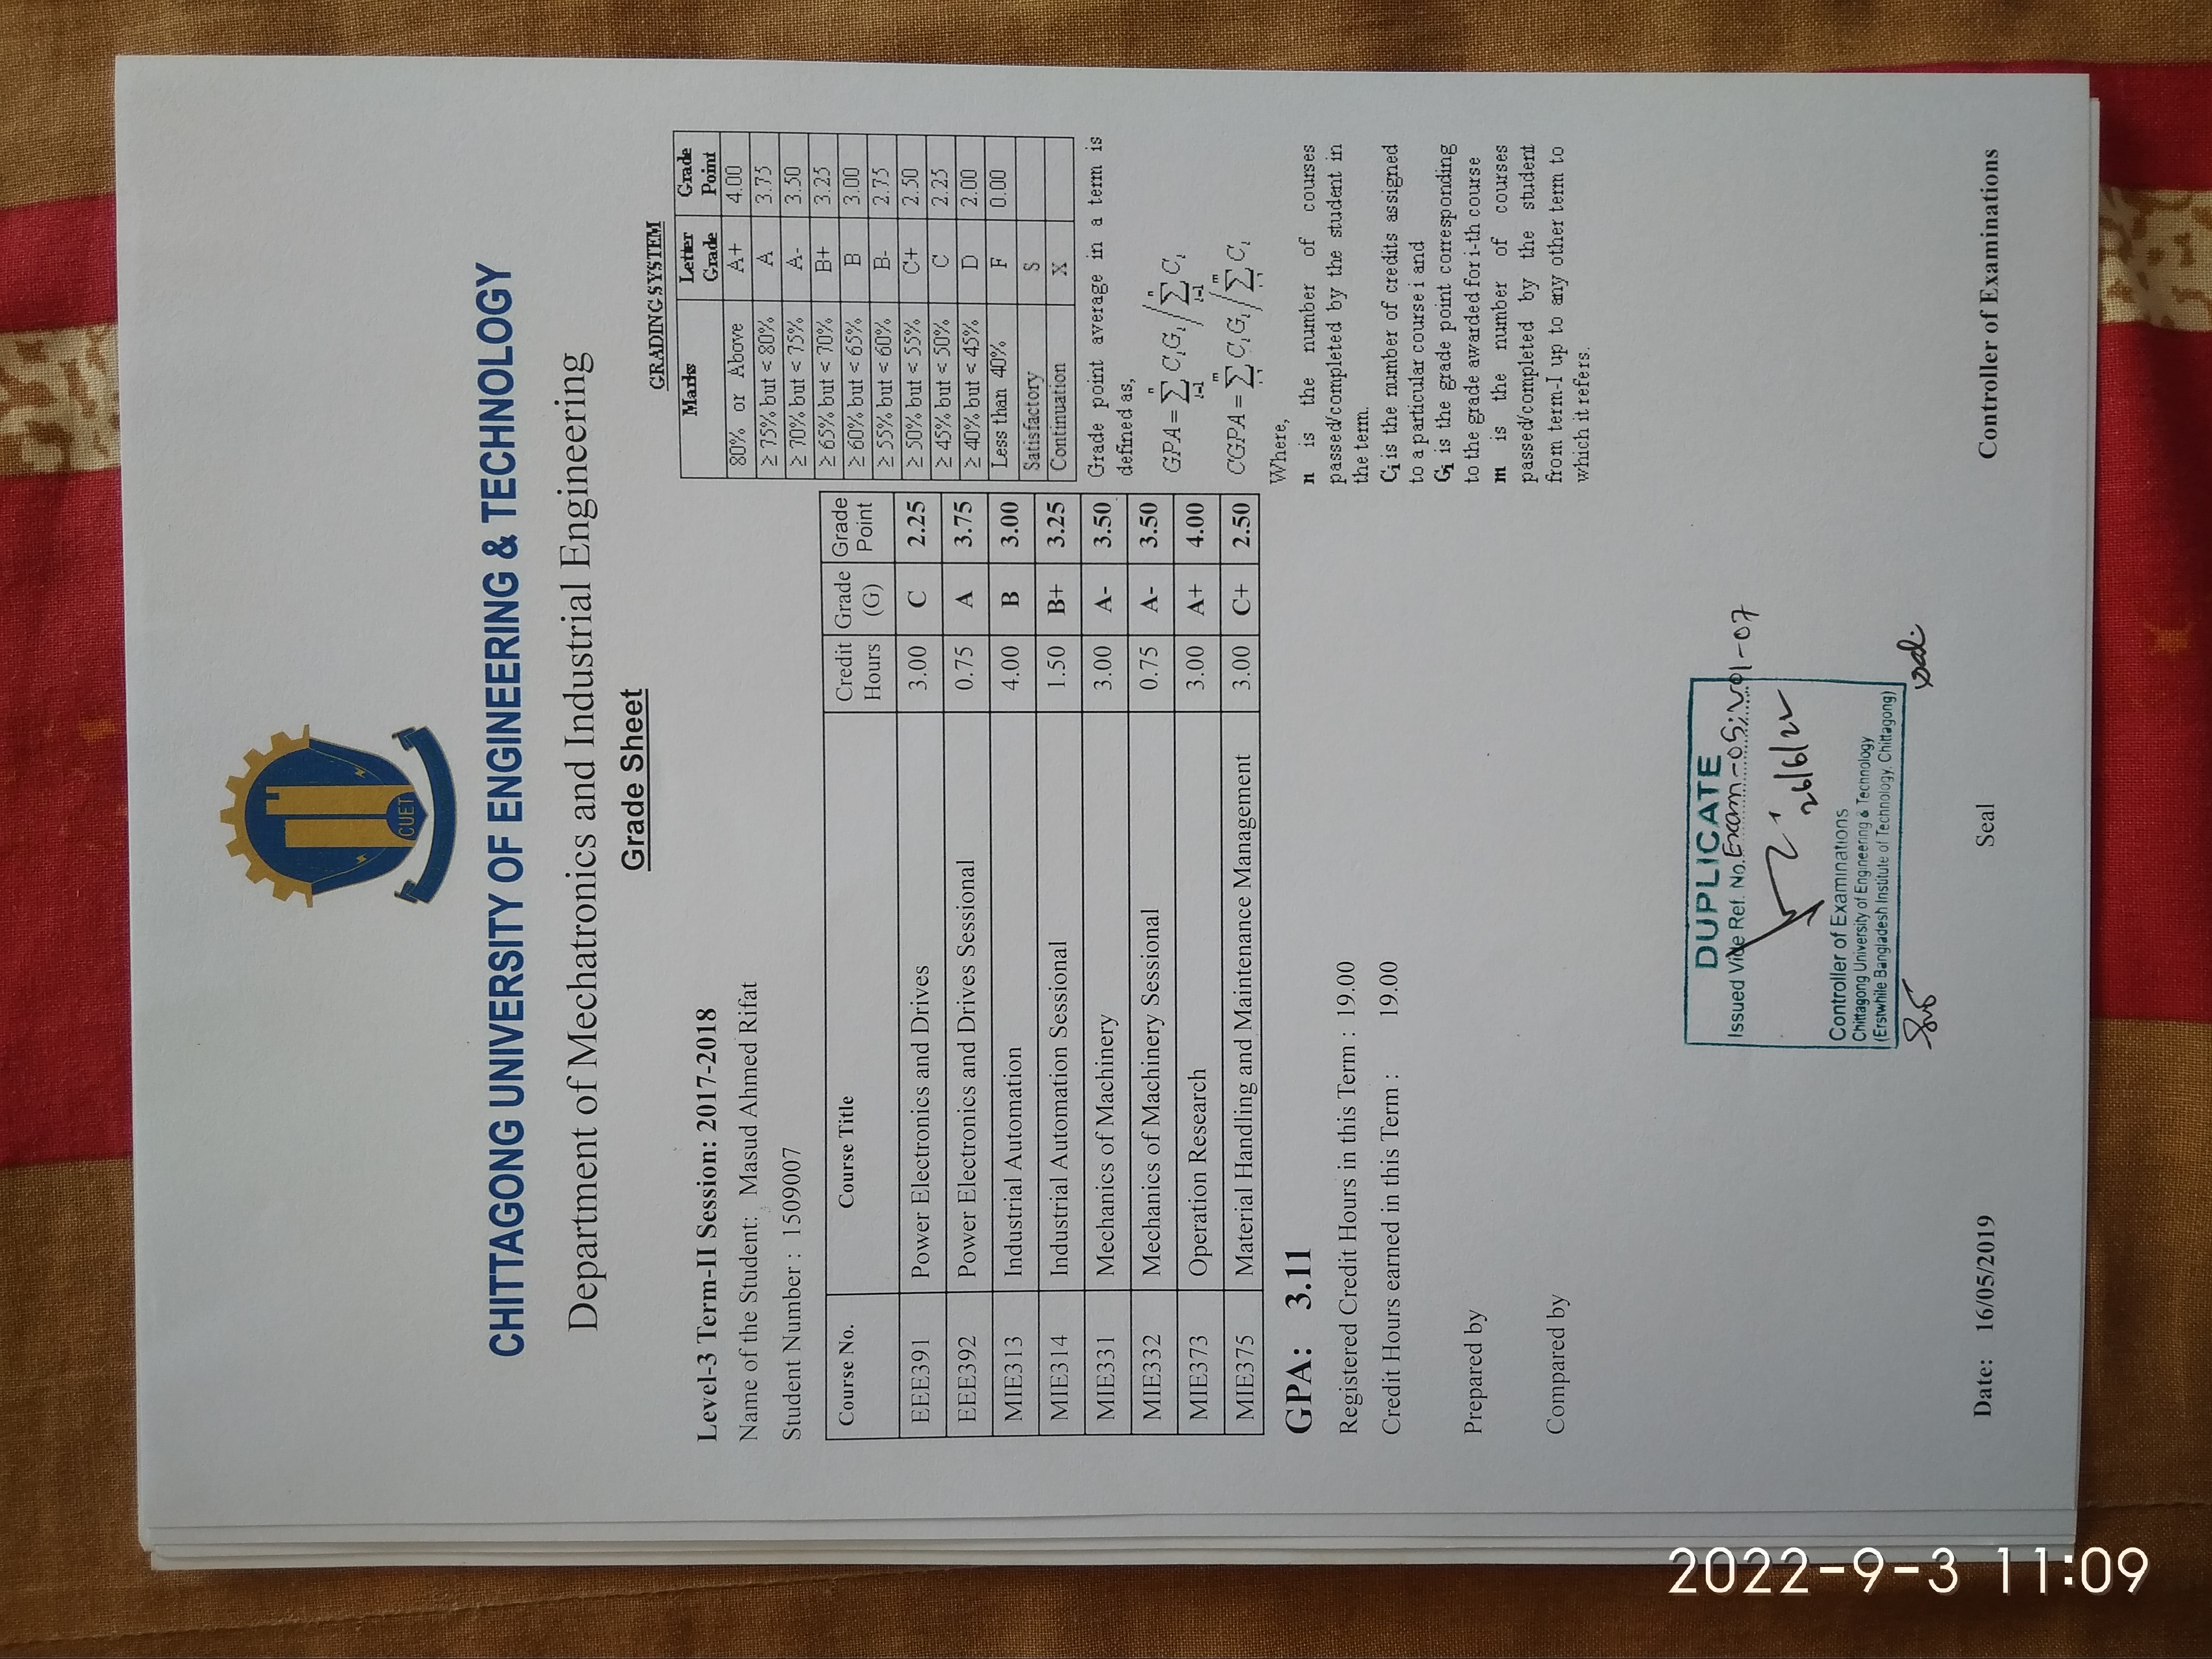 CUET
CHITTAGONG UNIVERSITY OF ENGINEERING & TECHNOLOGY
Department of Mechatronics and Industrial Engineering
Grade Sheet
Level-3 Term-II Session: 2017-2018
Name of the Student: Masud Ahmed Rifat
Student Number : 1509007
Course No. Course Title Credit Hours Grade (G) Grade Point
EEE391 Power Electronics and Drives 3.00 C 2.25
EEE392 Power Electronics and Drives Sessional 0.75 A 3.75
MIE313 Industrial Automation 4.00 B 3.00
MIE314 Industrial Automation Sessional 1.50 B+ 3.25
MIE331 Mechanics of Machinery 3.00 A- 3.50
MIE332 Mechanics of Machinery Sessional 0.75 A- 3.50
MIE373 Operation Research 3.00 A+ 4.00
MIE375 Material Handling and Maintenance Management 3.00 C+ 2.50
GPA: 3.11
Registered Credit Hours in this Term : 19.00
Credit Hours earned in this Term : 19.00
Prepared by
Compared by
GRADING SYSTEM
Marks Letter Grade Grade Point
80% or Above A+ 4.00
≥ 75% but < 80% A 3.75
≥ 70% but < 75% A- 3.50
≥ 65% but < 70% B+ 3.25
≥ 60% but < 65% B 3.00
≥ 55% but < 60% B- 2.75
≥ 50% but < 55% C+ 2.50
≥ 45% but < 50% C 2.25
≥ 40% but < 45% D 2.00
Less than 40% F 0.00
Satisfactory S
Continuation X
Grade point average in a term is
defined as,
GPA = ∑ⁿᵢ₌₁ CᵢGᵢ / ∑ⁿᵢ₌₁ Cᵢ
CGPA = ∑ᵐ CᵢGᵢ / ∑ᵐ Cᵢ
Where,
n is the number of courses
passed/completed by the student in
the term.
Ci is the number of credits assigned
to a particular course i and
Gi is the grade point corresponding
to the grade awarded for i-th course
m is the number of courses
passed/completed by the student
from term-I up to any other term to
which it refers.
DUPLICATE
Issued Vide Ref. No. Exam-05; V01-07
26/6/22
Controller of Examinations
Chittagong University of Engineering & Technology
(Erstwhile Bangladesh Institute of Technology, Chittagong)
Date: 16/05/2019 Seal Controller of Examinations
2022-9-3 11:09